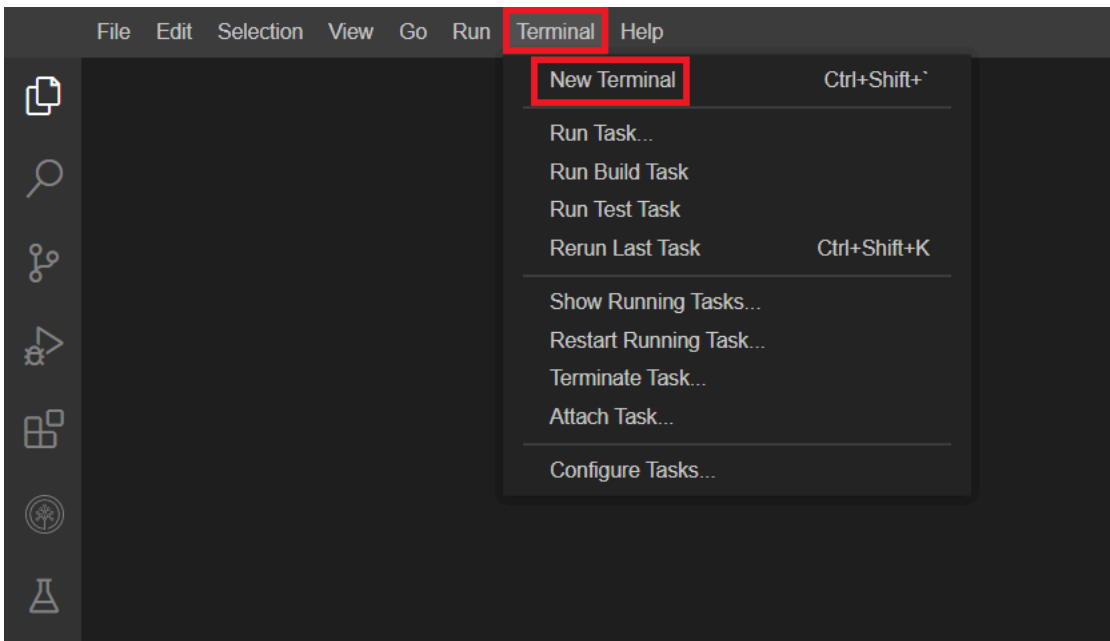 File Edit Selection View Go Run Terminal Help
New Terminal Ctrl+Shift+`
Run Task...
Run Build Task
Run Test Task
Rerun Last Task Ctrl+Shift+K
Show Running Tasks...
Restart Running Task...
Terminate Task...
Attach Task...
Configure Tasks...